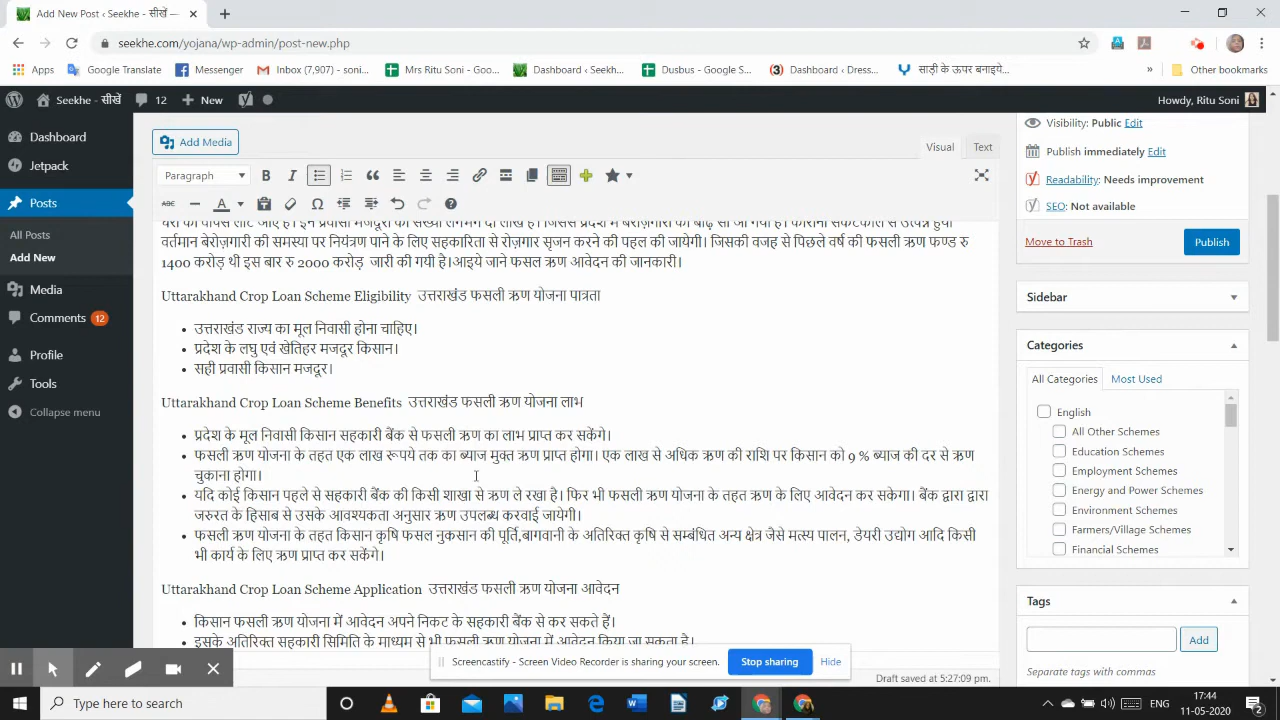 Add New Post ‹ Seekhe - सीखें —
seekhe.com/yojana/wp-admin/post-new.php
Apps Google Translate Messenger Inbox (7,907) - soni... Mrs Ritu Soni - Goo... Dashboard ‹ Seekh... Dusbus - Google S... Dashboard ‹ Dress... साड़ी के ऊपर बनाइये... » Other bookmarks
Seekhe - सीखें 12 New Howdy, Ritu Soni
Dashboard
Jetpack
Posts
All Posts
Add New
Media
Comments 12
Profile
Tools
Collapse menu
Add Media
Visual Text
Paragraph
B I
ABC A
वर्तमान बेरोज़गारी की समस्या पर नियंत्रण पाने के लिए सहकारिता से रोज़गार सृजन करने की पहल की जायेगी। जिसकी वजह से पिछले वर्ष की फसली ऋण फण्ड रु
1400 करोड़ थी इस बार रु 2000 करोड़ जारी की गयी है।आइये जाने फसल ऋण आवेदन की जानकारी।
Uttarakhand Crop Loan Scheme Eligibility उत्तराखंड फसली ऋण योजना पात्रता
• उत्तराखंड राज्य का मूल निवासी होना चाहिए।
• प्रदेश के लघु एवं खेतिहर मजदूर किसान।
• सही प्रवासी किसान मजदूर।
Uttarakhand Crop Loan Scheme Benefits उत्तराखंड फसली ऋण योजना लाभ
• प्रदेश के मूल निवासी किसान सहकारी बेंक से फसली ऋण का लाभ प्राप्त कर सकेंगे।
• फसली ऋण योजना के तहत एक लाख रूपये तक का ब्याज मुक्त ऋण प्राप्त होगा। एक लाख से अधिक ऋण की राशि पर किसान को 9 % ब्याज की दर से ऋण
चुकाना होगा।
• यदि कोई किसान पहले से सहकारी बैंक की किसी शाखा से ऋण ले रखा है। फिर भी फसली ऋण योजना के तहत ऋण के लिए आवेदन कर सकेगा। बैंक द्वारा द्वारा
जरुरत के हिसाब से उसके आवश्यकता अनुसार ऋण उपलब्ध करवाई जायेगी।
• फसली ऋण योजना के तहत किसान कृषि फसल नुकसान की पूर्ति,बागवानी के अतिरिक्त कृषि से सम्बंधित अन्य क्षेत्र जैसे मत्स्य पालन, डेयरी उद्योग आदि किसी
भी कार्य के लिए ऋण प्राप्त कर सकेंगे।
Uttarakhand Crop Loan Scheme Application उत्तराखंड फसली ऋण योजना आवेदन
• किसान फसली ऋण योजना में आवेदन अपने निकट के सहकारी बैंक से कर सकते हैं।
• इसके अतिरिक्त सहकारी सिमिति के माध्यम से भी फसली ऋण योजना में आवेदन किया जा सकता है।
Draft saved at 5:27:09 pm.
Visibility: Public Edit
Publish immediately Edit
Readability: Needs improvement
SEO: Not available
Move to Trash Publish
Sidebar
Categories
All Categories Most Used
English
All Other Schemes
Education Schemes
Employment Schemes
Energy and Power Schemes
Environment Schemes
Farmers/Village Schemes
Financial Schemes
Tags
Add
Separate tags with commas
Screencastify - Screen Video Recorder is sharing your screen. Stop sharing Hide
Type here to search
ENG
17:44
11-05-2020
2